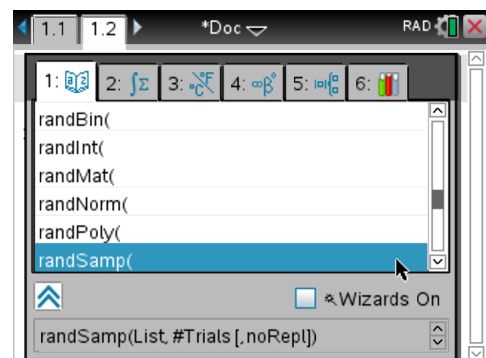 1.1 1.2 *Doc RAD
1: 2: ∫Σ 3: °C°F 4: ∞β° 5: 6:
randBin(
randInt(
randMat(
randNorm(
randPoly(
randSamp(
Wizards On
randSamp(List, #Trials [,noRepl])